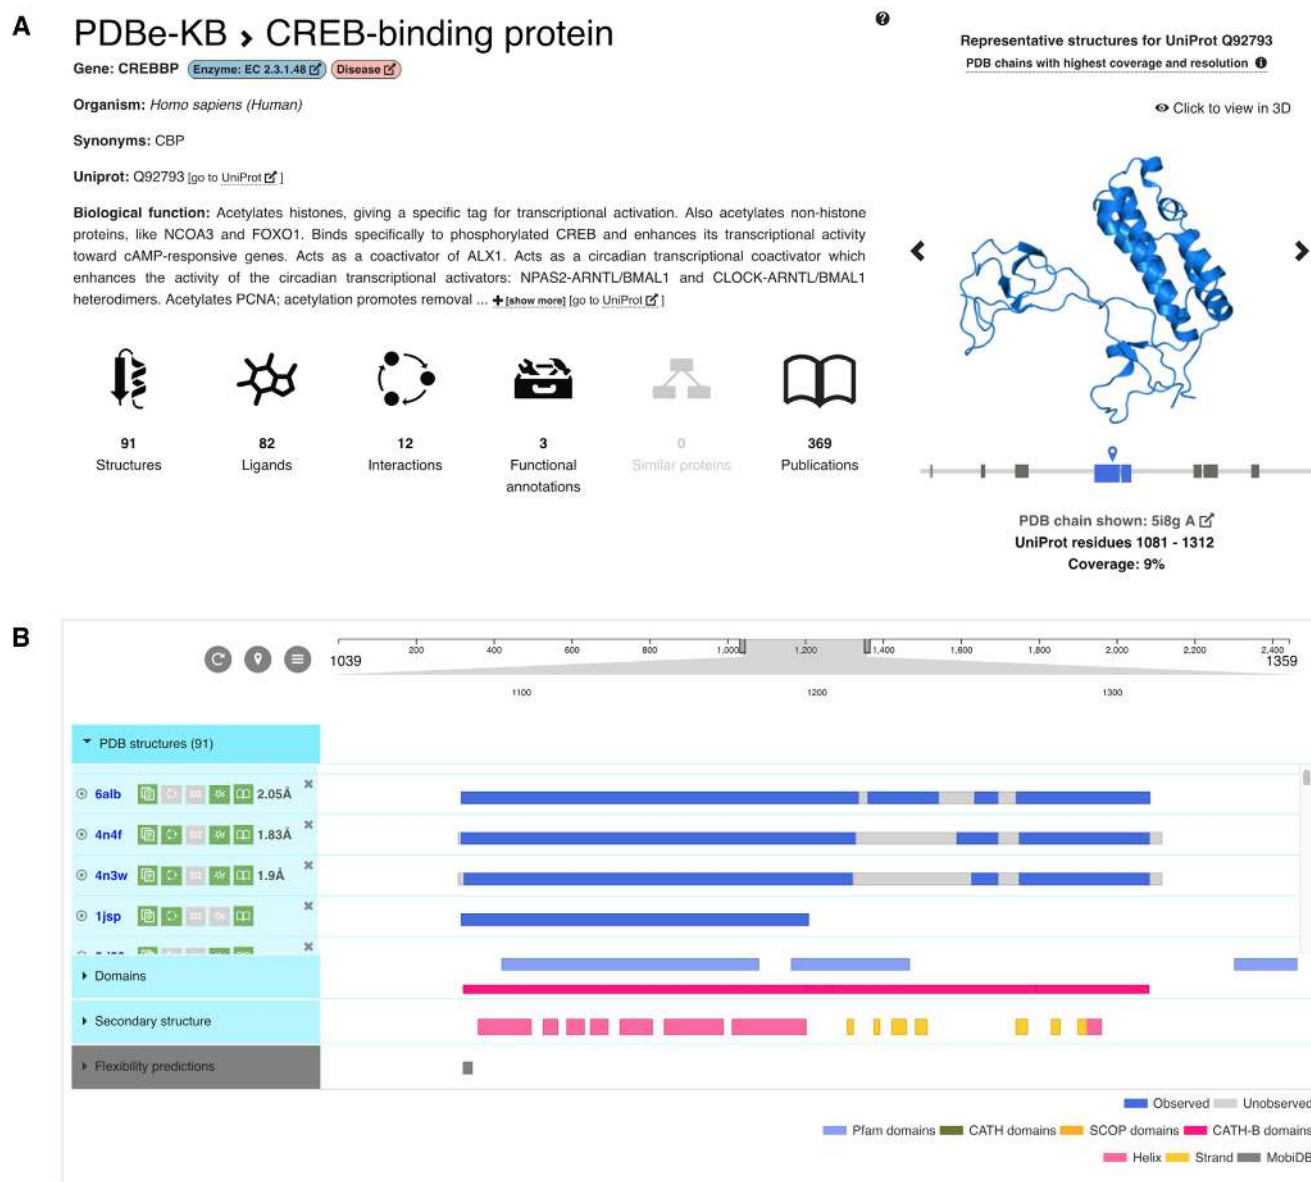 A
PDBe-KB › CREB-binding protein
Gene: CREBBP Enzyme: EC 2.3.1.48 Disease
Organism: Homo sapiens (Human)
Synonyms: CBP
Uniprot: Q92793 [go to UniProt ]
Biological function: Acetylates histones, giving a specific tag for transcriptional activation. Also acetylates non-histone
proteins, like NCOA3 and FOXO1. Binds specifically to phosphorylated CREB and enhances its transcriptional activity
toward cAMP-responsive genes. Acts as a coactivator of ALX1. Acts as a circadian transcriptional coactivator which
enhances the activity of the circadian transcriptional activators: NPAS2-ARNTL/BMAL1 and CLOCK-ARNTL/BMAL1
heterodimers. Acetylates PCNA; acetylation promotes removal ... + [show more] [go to UniProt ]
91
Structures
82
Ligands
12
Interactions
3
Functional
annotations
0
Similar proteins
369
Publications
?
Representative structures for UniProt Q92793
PDB chains with highest coverage and resolution
Click to view in 3D
PDB chain shown: 5i8g A
UniProt residues 1081 - 1312
Coverage: 9%
B
200 400 600 800 1,000 1,200 1,400 1,600 1,800 2,000 2,200 2,400
1039 1359
1100 1200 1300
PDB structures (91)
6alb 2.05Å
4n4f 1.83Å
4n3w 1.9Å
1jsp
Domains
Secondary structure
Flexibility predictions
Observed Unobserved
Pfam domains CATH domains SCOP domains CATH-B domains
Helix Strand MobiDB